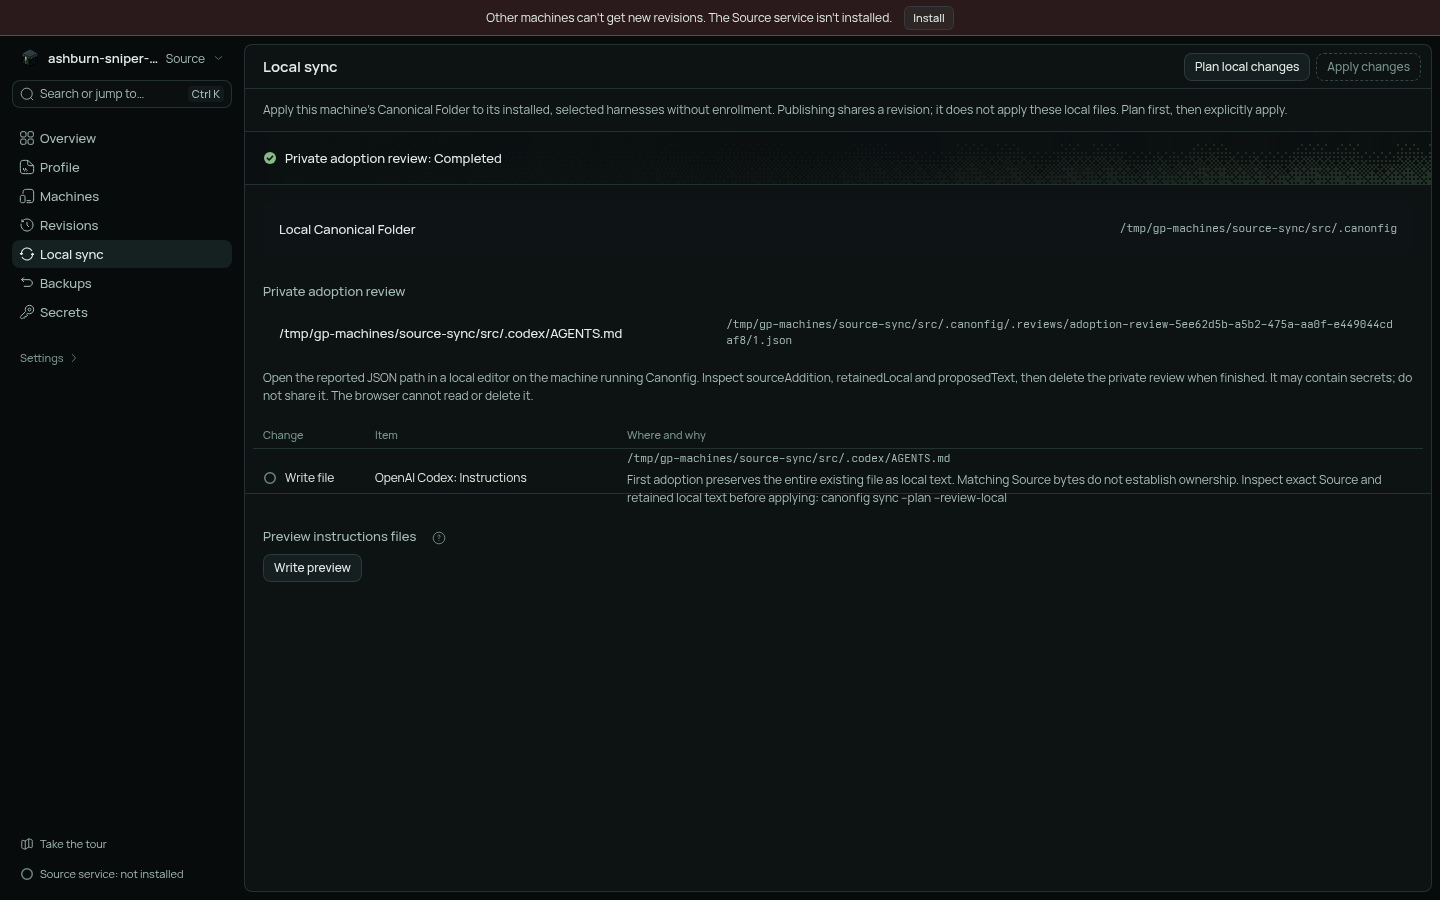 Other machines can't get new revisions. The Source service isn't installed. Install
ashburn-sniper-... Source
Search or jump to... Ctrl K
Overview
Profile
Machines
Revisions
Local sync
Backups
Secrets
Settings
Take the tour
Source service: not installed
Local sync
Plan local changes Apply changes
Apply this machine's Canonical Folder to its installed, selected harnesses without enrollment. Publishing shares a revision; it does not apply these local files. Plan first, then explicitly apply.
Private adoption review: Completed
Local Canonical Folder /tmp/gp-machines/source-sync/src/.canonfig
Private adoption review
/tmp/gp-machines/source-sync/src/.codex/AGENTS.md
/tmp/gp-machines/source-sync/src/.canonfig/.reviews/adoption-review-5ee62d5b-a5b2-475a-aa0f-e449044cd
af8/1.json
Open the reported JSON path in a local editor on the machine running Canonfig. Inspect sourceAddition, retainedLocal and proposedText, then delete the private review when finished. It may contain secrets; do
not share it. The browser cannot read or delete it.
Change Item Where and why
/tmp/gp-machines/source-sync/src/.codex/AGENTS.md
Write file OpenAI Codex: Instructions
First adoption preserves the entire existing file as local text. Matching Source bytes do not establish ownership. Inspect exact Source and
retained local text before applying: canonfig sync --plan --review-local
Preview instructions files ?
Write preview